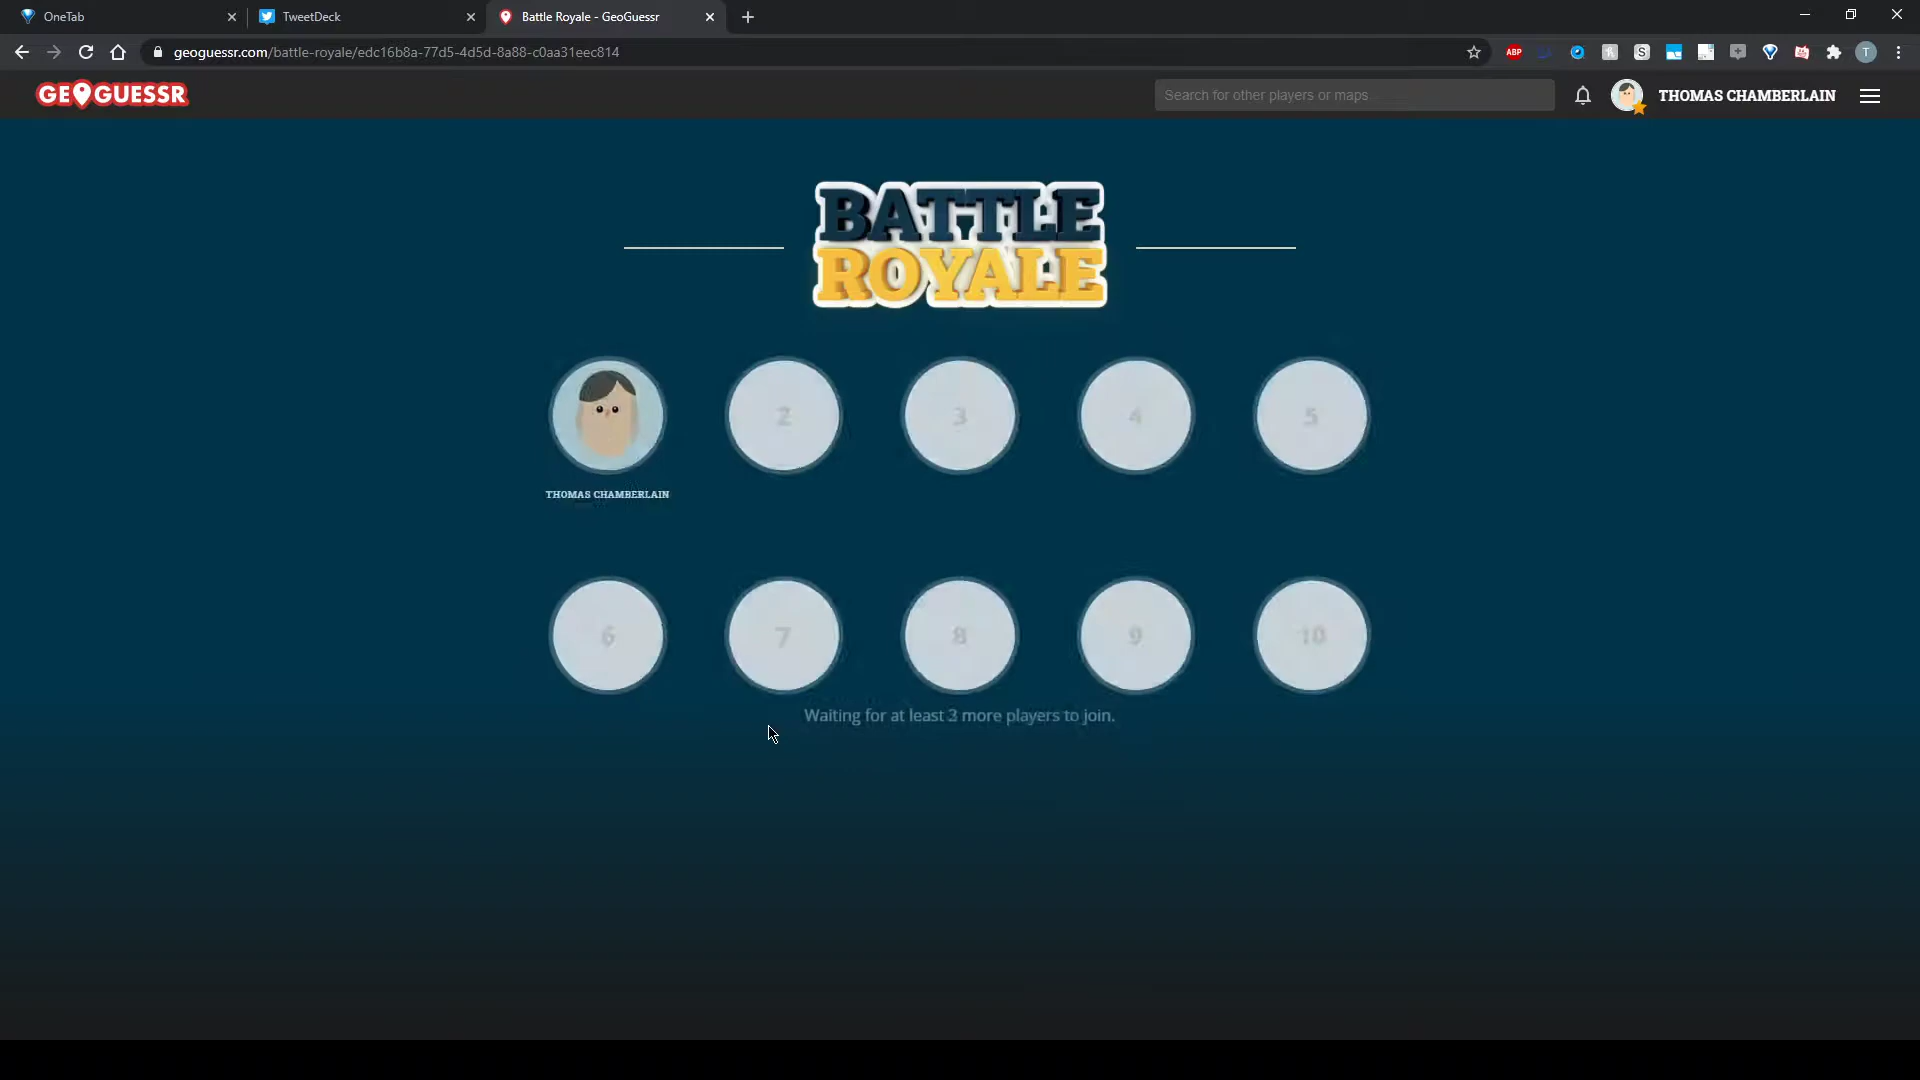 OneTab
TweetDeck
Battle Royale - GeoGuessr
geoguessr.com/battle-royale/edc16b8a-77d5-4d5d-8a88-c0aa31eec814
ABP
S
T
GEOGUESSR
Search for other players or maps
THOMAS CHAMBERLAIN
BATTLE
ROYALE
2
3
4
5
THOMAS CHAMBERLAIN
6
7
8
9
10
Waiting for at least 3 more players to join.